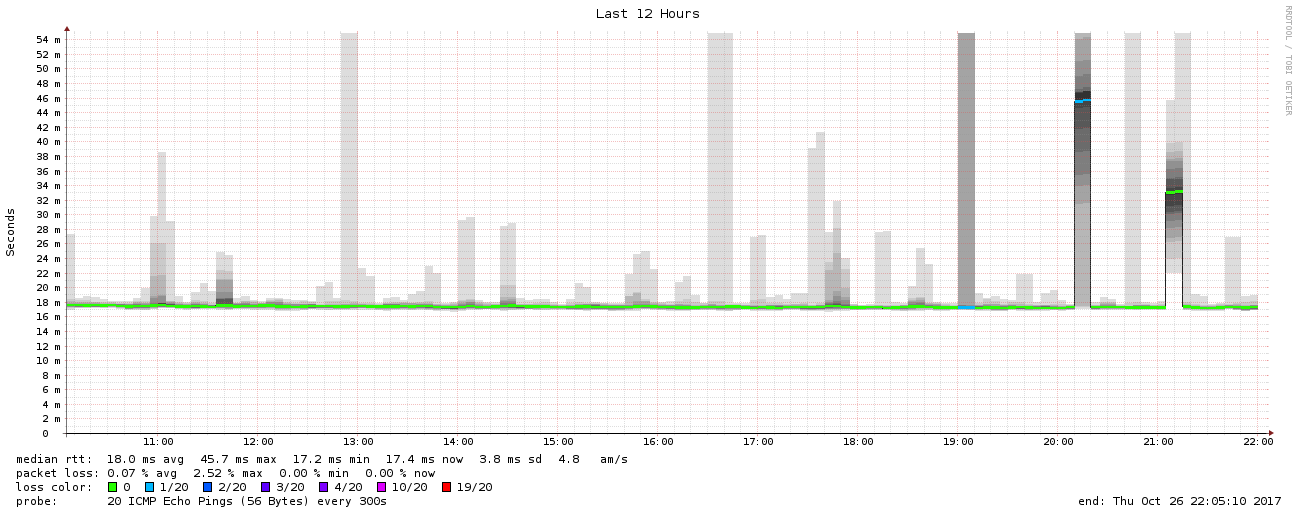 Last 12 Hours
RRDTOOL / TOBI OETIKER
Seconds
54 m
52 m
50 m
48 m
46 m
44 m
42 m
40 m
38 m
36 m
34 m
32 m
30 m
28 m
26 m
24 m
22 m
20 m
18 m
16 m
14 m
12 m
10 m
8 m
6 m
4 m
2 m
0
11:00 12:00 13:00 14:00 15:00 16:00 17:00 18:00 19:00 20:00 21:00 22:00
median rtt: 18.0 ms avg 45.7 ms max 17.2 ms min 17.4 ms now 3.8 ms sd 4.8 am/s
packet loss: 0.07 % avg 2.52 % max 0.00 % min 0.00 % now
loss color: 0 1/20 2/20 3/20 4/20 10/20 19/20
probe: 20 ICMP Echo Pings (56 Bytes) every 300s end: Thu Oct 26 22:05:10 2017